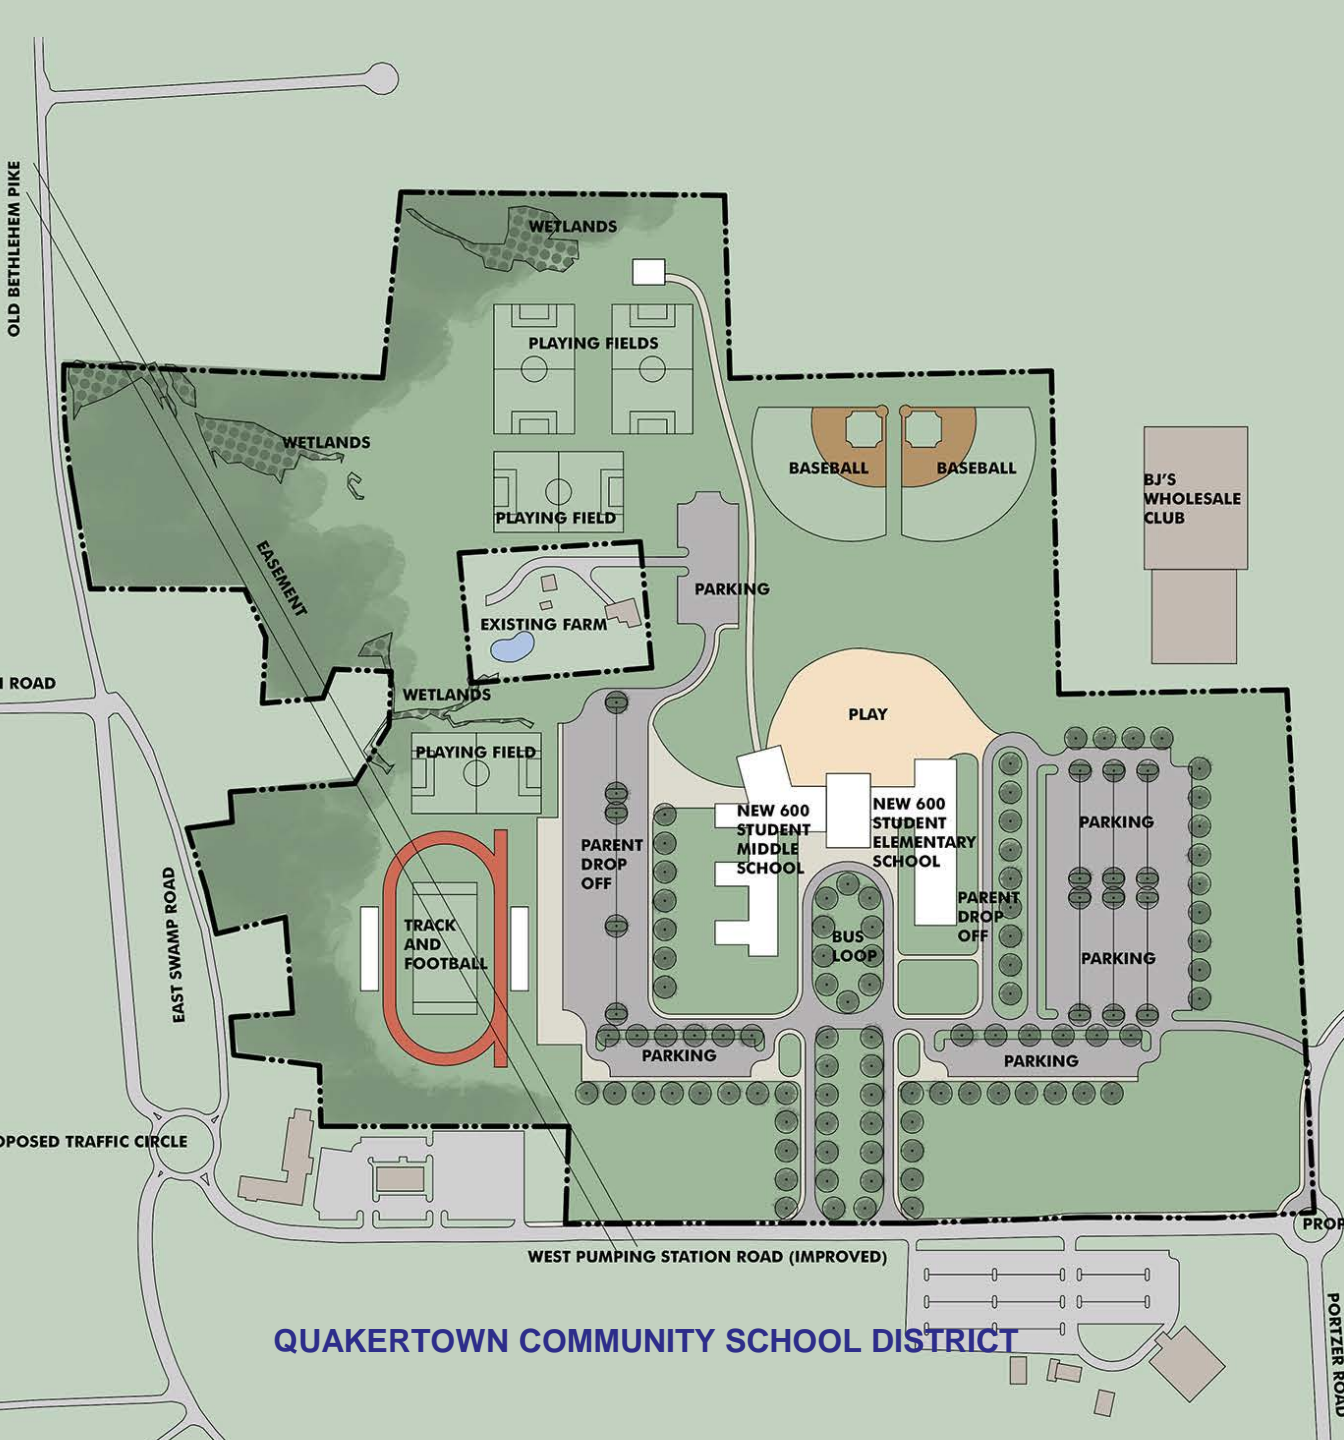 OLD BETHLEHEM PIKE
WETLANDS
PLAYING FIELDS
WETLANDS
BASEBALL
BASEBALL
BJ'S
WHOLESALE
CLUB
PLAYING FIELD
EASEMENT
PARKING
EXISTING FARM
ROAD
WETLANDS
PLAY
PLAYING FIELD
NEW 600
STUDENT
MIDDLE
SCHOOL
NEW 600
STUDENT
ELEMENTARY
SCHOOL
PARKING
PARENT
DROP
OFF
EAST SWAMP ROAD
TRACK
AND
FOOTBALL
BUS
LOOP
PARENT
DROP
OFF
PARKING
PARKING
PARKING
OPOSED TRAFFIC CIRCLE
PROP
WEST PUMPING STATION ROAD (IMPROVED)
PORTZER ROAD
QUAKERTOWN COMMUNITY SCHOOL DISTRICT